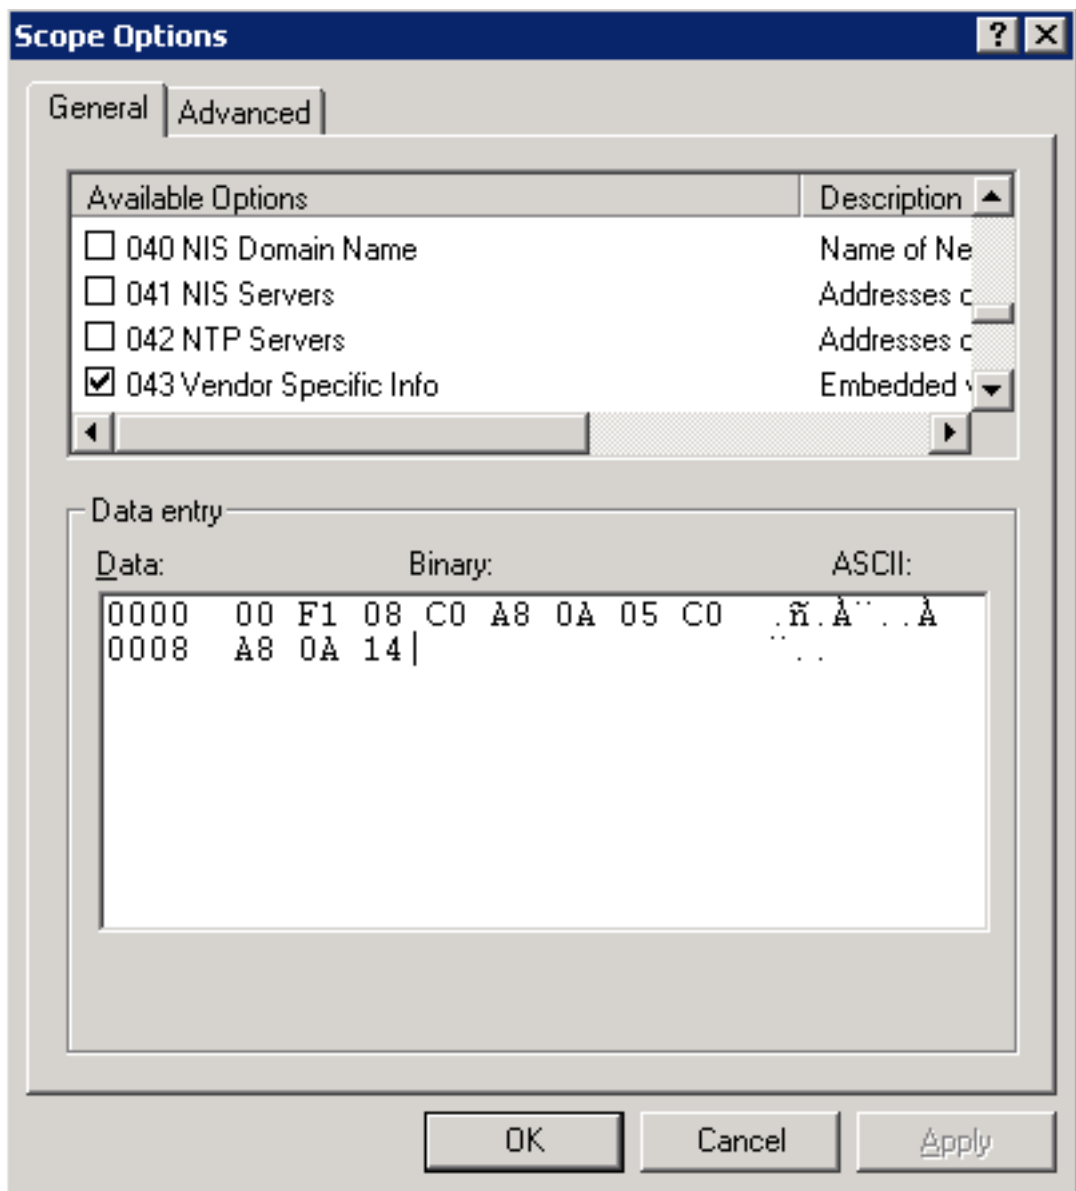 Scope Options
General
Advanced
Available Options Description
040 NIS Domain Name Name of Ne
041 NIS Servers Addresses c
042 NTP Servers Addresses c
043 Vendor Specific Info Embedded v
Data entry
Data: Binary: ASCII:
0000 00 F1 08 C0 A8 0A 05 C0 .ñ.À¨..À
0008 A8 0A 14 ¨..
OK Cancel Apply